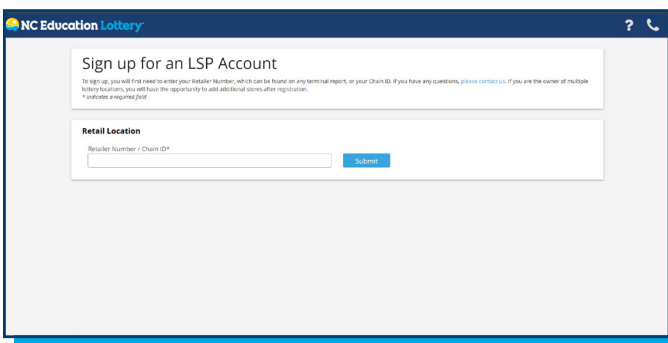 NC Education Lottery
?
Sign up for an LSP Account
To sign up, you will first need to enter your Retailer Number, which can be found on any terminal report, or your Chain ID. If you have any questions, please contact us. If you are the owner of multiple
lottery locations, you will have the opportunity to add additional stores after registration.
* indicates a required field
Retail Location
Retailer Number / Chain ID*
Submit